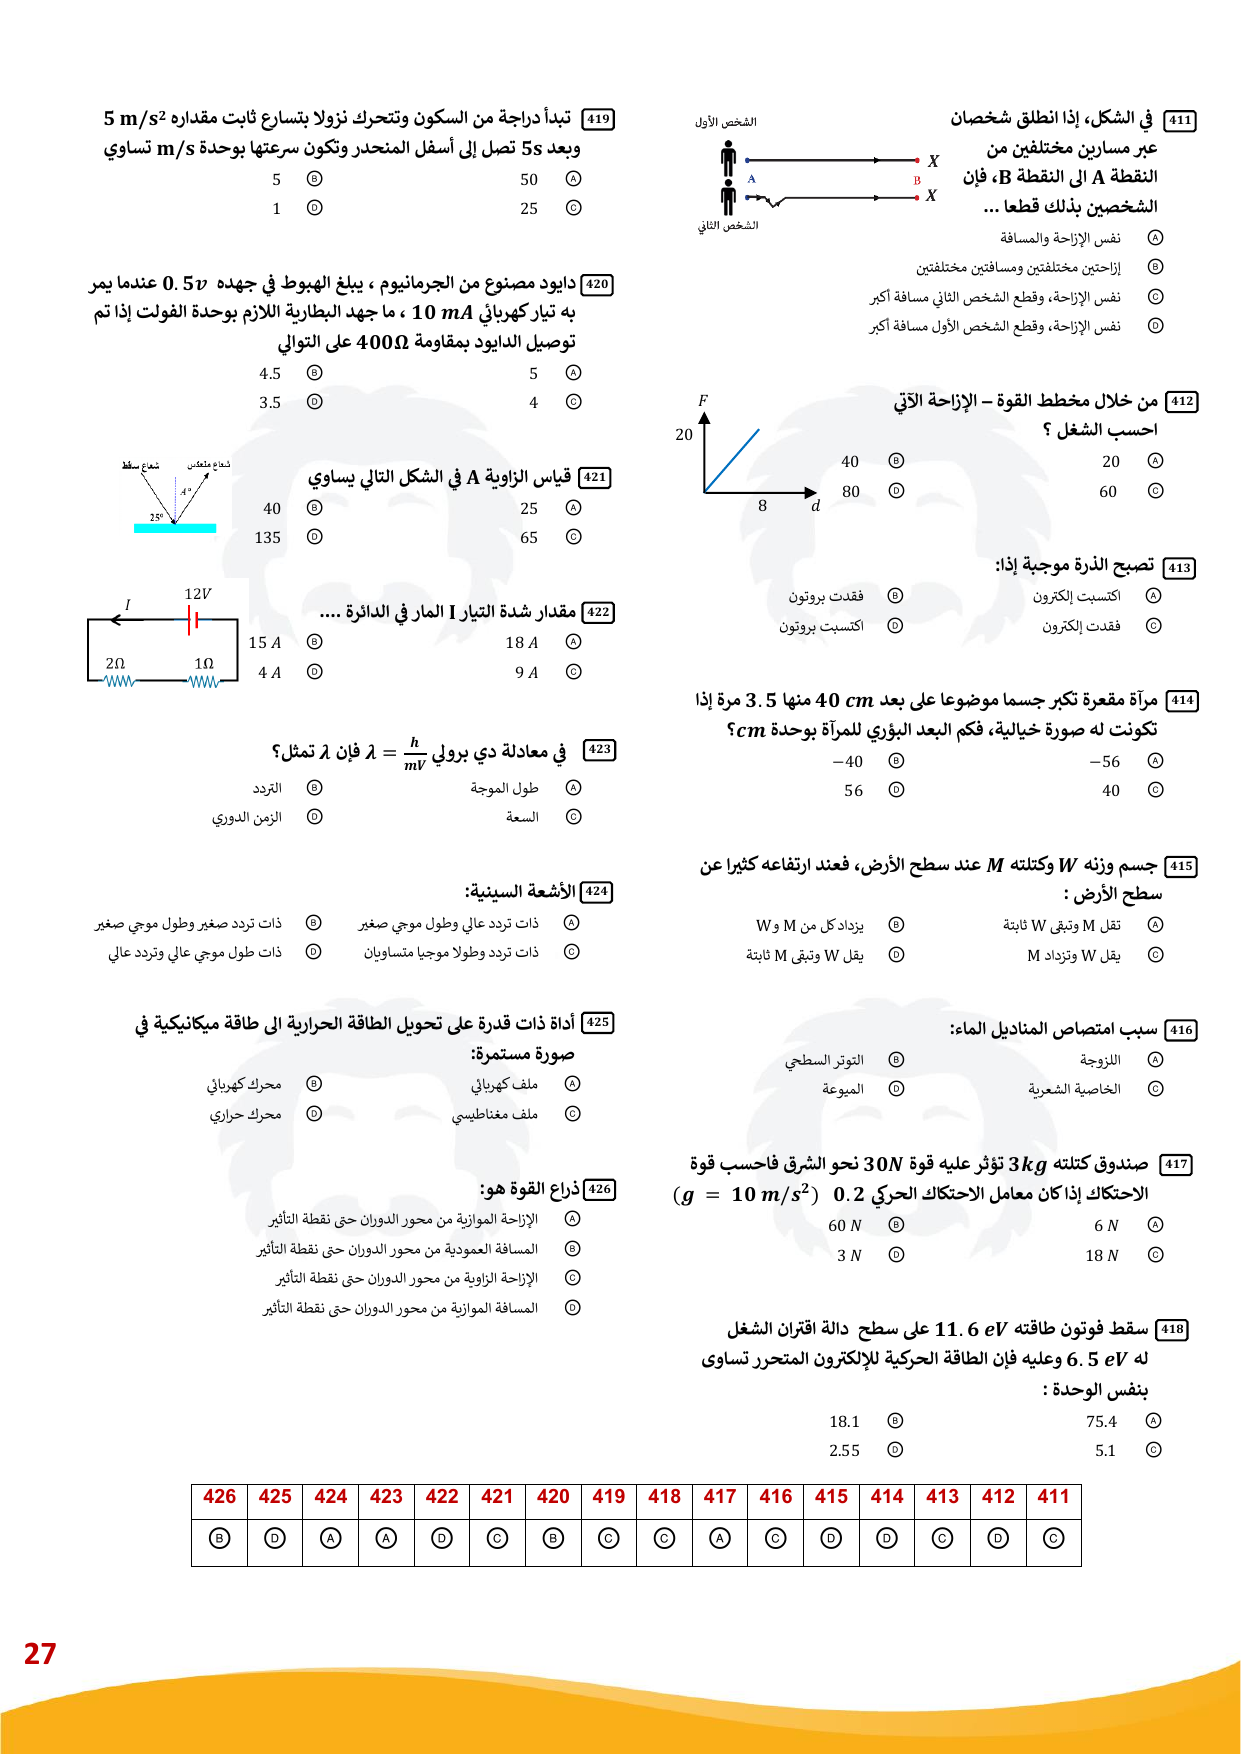 411 في الشكل، إذا انطلق شخصان
عبر مسارين مختلفين من
النقطة A الى النقطة B، فإن
الشخصين بذلك قطعا ...
الشخص الأول
X
A B
X
الشخص الثاني
A نفس الإزاحة والمسافة
B إزاحتين مختلفتين ومسافتين مختلفتين
C نفس الإزاحة، وقطع الشخص الثاني مسافة أكبر
D نفس الإزاحة، وقطع الشخص الأول مسافة أكبر
412 من خلال مخطط القوة – الإزاحة الآتي
احسب الشغل ؟
F
20
8 d
A 20 B 40
C 60 D 80
413 تصبح الذرة موجبة إذا:
A اكتسبت إلكترون B فقدت بروتون
C فقدت إلكترون D اكتسبت بروتون
414 مرآة مقعرة تكبر جسما موضوعا على بعد 40 cm منها 3.5 مرة إذا
تكونت له صورة خيالية، فكم البعد البؤري للمرآة بوحدة cm؟
A −56 B −40
C 40 D 56
415 جسم وزنه W وكتلته M عند سطح الأرض، فعند ارتفاعه كثيرا عن
سطح الأرض :
A تقل M وتبقى W ثابتة B يزداد كل من M و W
C يقل W وتزداد M D يقل W وتبقى M ثابتة
416 سبب امتصاص المناديل الماء:
A اللزوجة B التوتر السطحي
C الخاصية الشعرية D الميوعة
417 صندوق كتلته 3kg تؤثر عليه قوة 30N نحو الشرق فاحسب قوة
الاحتكاك إذا كان معامل الاحتكاك الحركي 0.2 (g = 10 m/s²)
A 6 N B 60 N
C 18 N D 3 N
418 سقط فوتون طاقته 11.6 eV على سطح دالة اقتران الشغل
له 6.5 eV وعليه فإن الطاقة الحركية للإلكترون المتحرر تساوى
بنفس الوحدة :
A 75.4 B 18.1
C 5.1 D 2.55
419 تبدأ دراجة من السكون وتتحرك نزولا بتسارع ثابت مقداره 5 m/s²
وبعد 5s تصل إلى أسفل المنحدر وتكون سرعتها بوحدة m/s تساوي
A 50 B 5
C 25 D 1
420 دايود مصنوع من الجرمانيوم ، يبلغ الهبوط في جهده 0.5v عندما يمر
به تيار كهربائي 10 mA ، ما جهد البطارية اللازم بوحدة الفولت إذا تم
توصيل الدايود بمقاومة 400Ω على التوالي
A 5 B 4.5
C 4 D 3.5
421 قياس الزاوية A في الشكل التالي يساوي
شعاع ساقط شعاع منعكس
A°
25°
A 25 B 40
C 65 D 135
422 مقدار شدة التيار I المار في الدائرة ....
I 12V
2Ω 1Ω
A 18 A B 15 A
C 9 A D 4 A
423 في معادلة دي برولي λ = h/mV فإن λ تمثل؟
A طول الموجة B التردد
C السعة D الزمن الدوري
424 الأشعة السينية:
A ذات تردد عالي وطول موجي صغير B ذات تردد صغير وطول موجي صغير
C ذات تردد وطولا موجيا متساويان D ذات طول موجي عالي وتردد عالي
425 أداة ذات قدرة على تحويل الطاقة الحرارية الى طاقة ميكانيكية في
صورة مستمرة:
A ملف كهربائي B محرك كهربائي
C ملف مغناطيسي D محرك حراري
426 ذراع القوة هو:
A الإزاحة الموازية من محور الدوران حتى نقطة التأثير
B المسافة العمودية من محور الدوران حتى نقطة التأثير
C الإزاحة الزاوية من محور الدوران حتى نقطة التأثير
D المسافة الموازية من محور الدوران حتى نقطة التأثير
426 425 424 423 422 421 420 419 418 417 416 415 414 413 412 411
B D A A D C B C C A C D D C D C
27